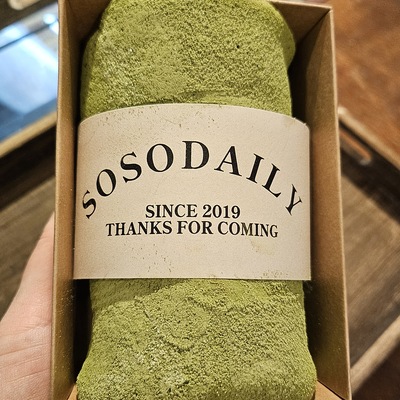 SOSODAILY
SINCE 2019
THANKS FOR COMING